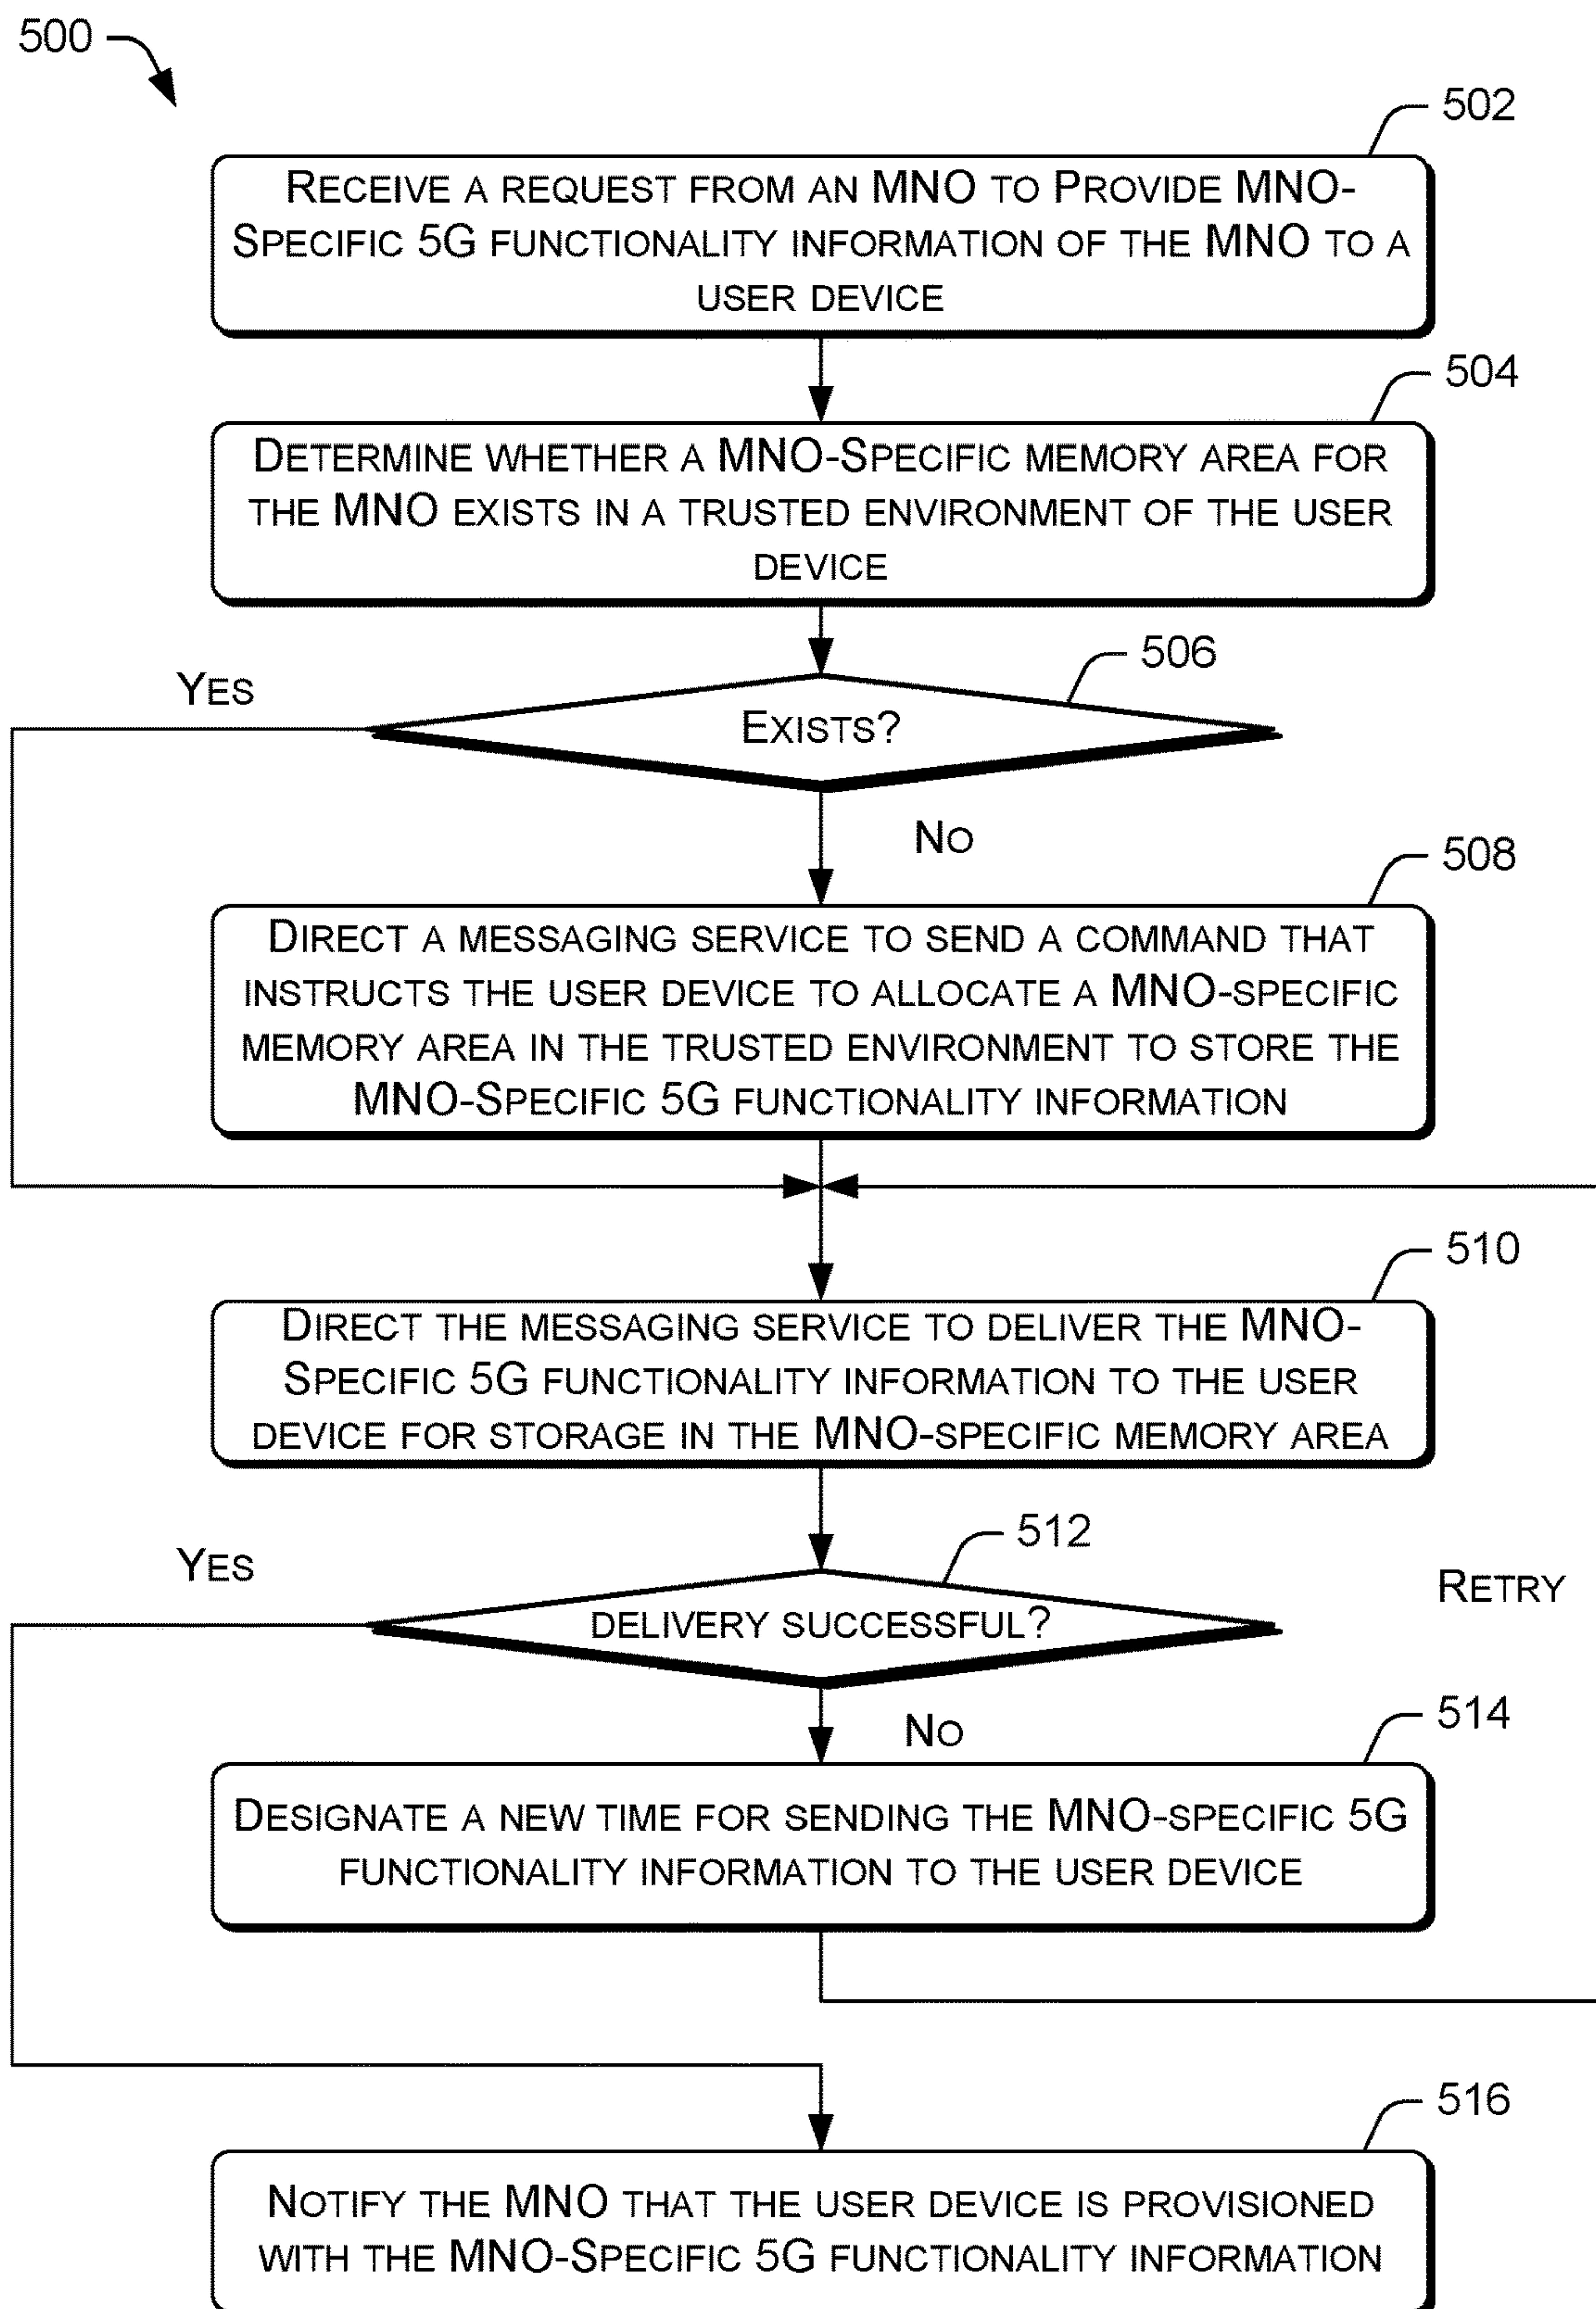 500
502
RECEIVE A REQUEST FROM AN MNO TO PROVIDE MNO-
SPECIFIC 5G FUNCTIONALITY INFORMATION OF THE MNO TO A
USER DEVICE
504
DETERMINE WHETHER A MNO-SPECIFIC MEMORY AREA FOR
THE MNO EXISTS IN A TRUSTED ENVIRONMENT OF THE USER
DEVICE
506
YES
EXISTS?
NO
508
DIRECT A MESSAGING SERVICE TO SEND A COMMAND THAT
INSTRUCTS THE USER DEVICE TO ALLOCATE A MNO-SPECIFIC
MEMORY AREA IN THE TRUSTED ENVIRONMENT TO STORE THE
MNO-SPECIFIC 5G FUNCTIONALITY INFORMATION
510
DIRECT THE MESSAGING SERVICE TO DELIVER THE MNO-
SPECIFIC 5G FUNCTIONALITY INFORMATION TO THE USER
DEVICE FOR STORAGE IN THE MNO-SPECIFIC MEMORY AREA
512
YES
RETRY
DELIVERY SUCCESSFUL?
NO
514
DESIGNATE A NEW TIME FOR SENDING THE MNO-SPECIFIC 5G
FUNCTIONALITY INFORMATION TO THE USER DEVICE
516
NOTIFY THE MNO THAT THE USER DEVICE IS PROVISIONED
WITH THE MNO-SPECIFIC 5G FUNCTIONALITY INFORMATION